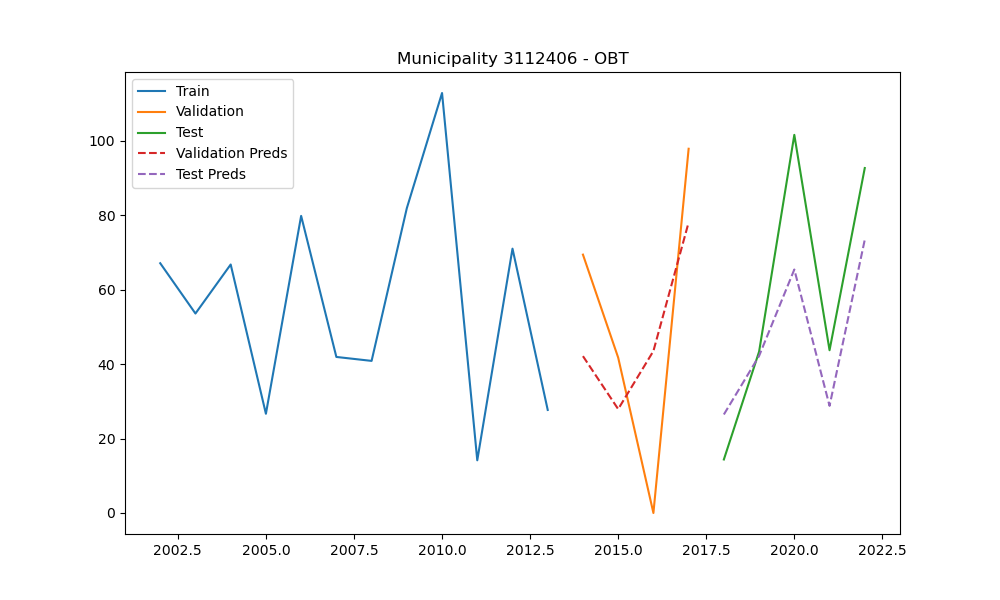 Municipality 3112406 - OBT
Train
Validation
Test
Validation Preds
Test Preds
100
80
60
40
20
0
2002.5 2005.0 2007.5 2010.0 2012.5 2015.0 2017.5 2020.0 2022.5